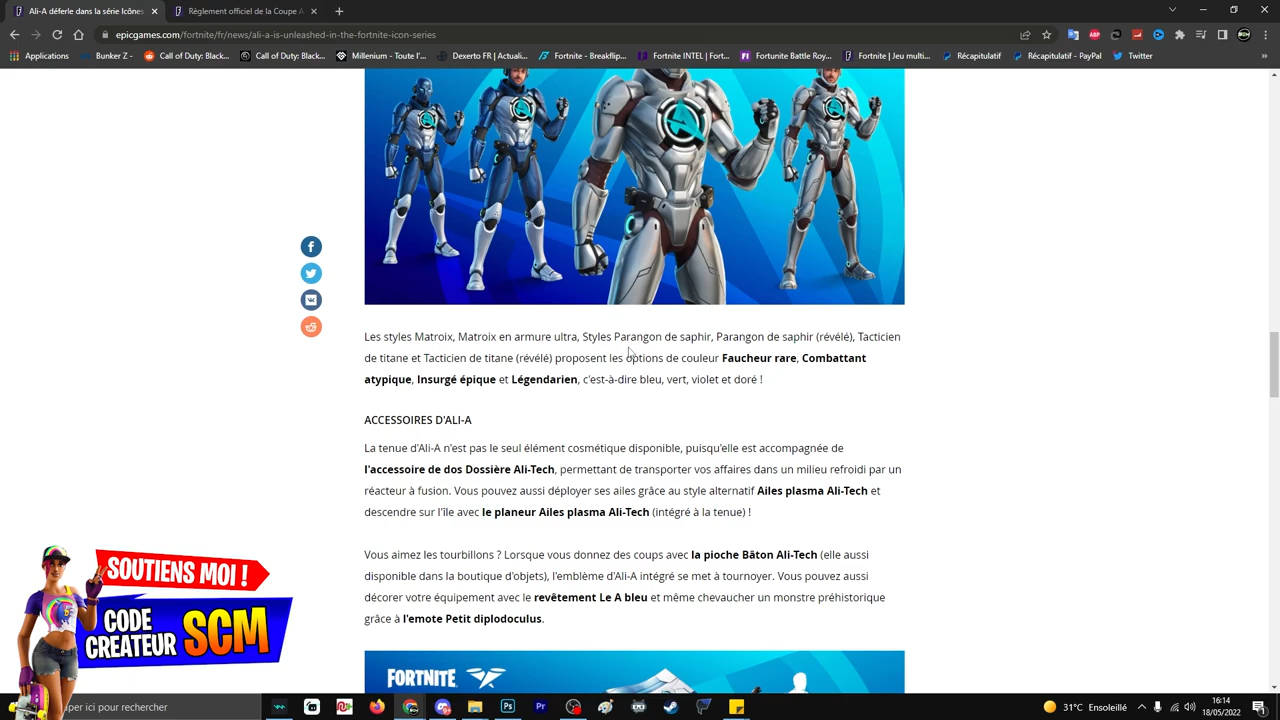 Ali-A déferle dans la série Icônes
Règlement officiel de la Coupe A
epicgames.com/fortnite/fr/news/ali-a-is-unleashed-in-the-fortnite-icon-series
Applications
Bunker Z -
Call of Duty: Black...
Call of Duty: Black...
Millenium - Toute l'...
Dexerto FR | Actuali...
Fortnite - Breakflip...
Fortnite INTEL | Fort...
Fortunite Battle Roy...
Fortnite | Jeu multi...
Récapitulatif
Récapitulatif - PayPal
Twitter
Les styles Matroix, Matroix en armure ultra, Styles Parangon de saphir, Parangon de saphir (révélé), Tacticien
de titane et Tacticien de titane (révélé) proposent les options de couleur Faucheur rare, Combattant
atypique, Insurgé épique et Légendarien, c'est-à-dire bleu, vert, violet et doré !
ACCESSOIRES D'ALI-A
La tenue d'Ali-A n'est pas le seul élément cosmétique disponible, puisqu'elle est accompagnée de
l'accessoire de dos Dossière Ali-Tech, permettant de transporter vos affaires dans un milieu refroidi par un
réacteur à fusion. Vous pouvez aussi déployer ses ailes grâce au style alternatif Ailes plasma Ali-Tech et
descendre sur l'île avec le planeur Ailes plasma Ali-Tech (intégré à la tenue) !
Vous aimez les tourbillons ? Lorsque vous donnez des coups avec la pioche Bâton Ali-Tech (elle aussi
disponible dans la boutique d'objets), l'emblème d'Ali-A intégré se met à tournoyer. Vous pouvez aussi
décorer votre équipement avec le revêtement Le A bleu et même chevaucher un monstre préhistorique
grâce à l'emote Petit diplodoculus.
FORTNITE
SOUTIENS MOI !
CODE
CREATEUR SCM
per ici pour rechercher
31°C Ensoleillé
16:14
18/05/2022